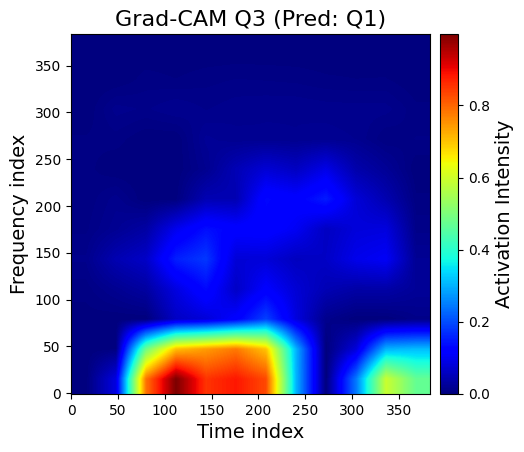 Grad-CAM Q3 (Pred: Q1)
Frequency index
350
300
250
200
150
100
50
0
0 50 100 150 200 250 300 350
Time index
0.8
0.6
0.4
0.2
0.0
Activation Intensity